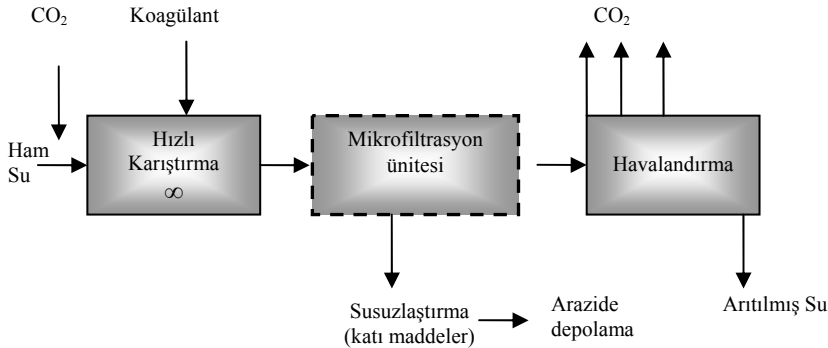 CO₂
Koagülant
CO₂
Ham
Su
Hızlı
Karıştırma
∞
Mikrofiltrasyon
ünitesi
Havalandırma
Susuzlaştırma
(katı maddeler)
Arazide
depolama
Arıtılmış Su